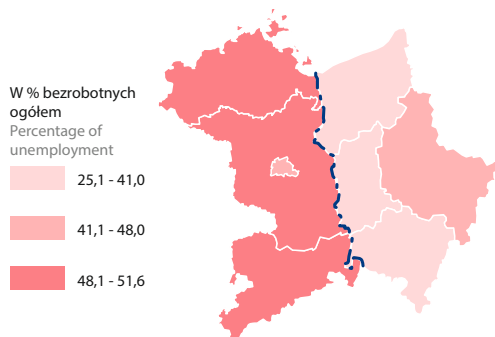 W % bezrobotnych
ogółem
Percentage of
unemployment
25,1 - 41,0
41,1 - 48,0
48,1 - 51,6